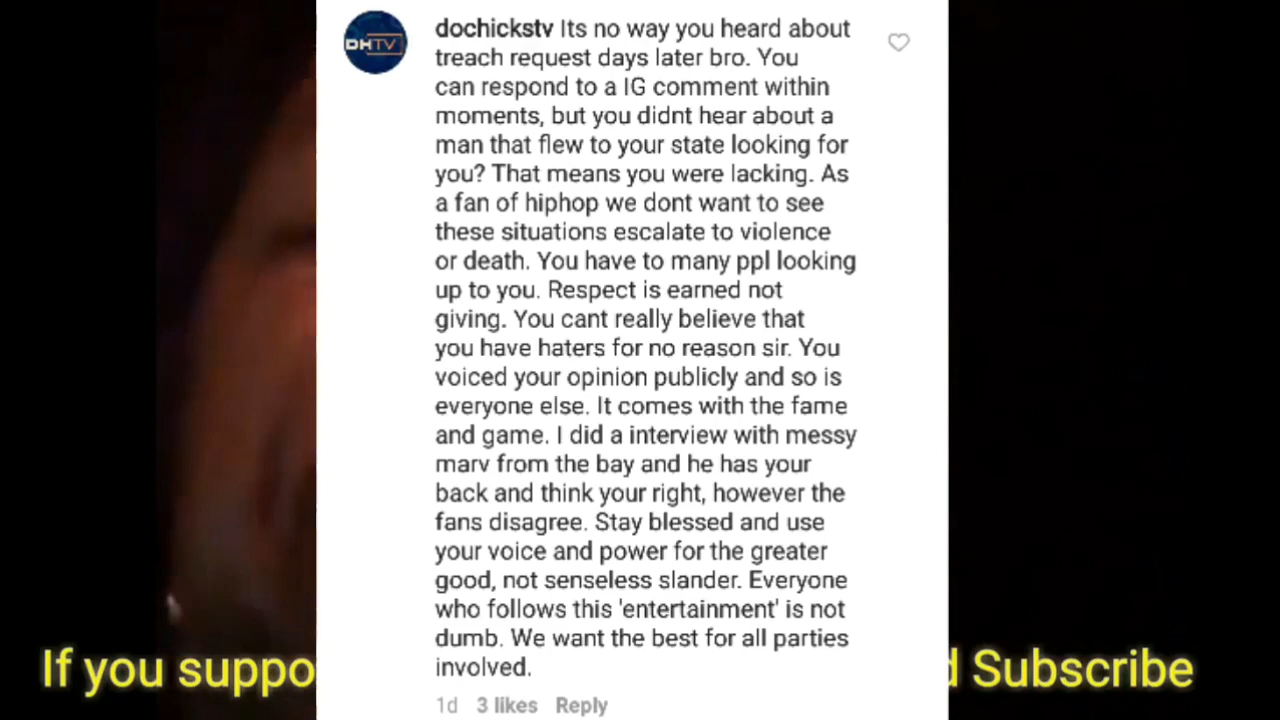 DHTV
dochickstv Its no way you heard about
treach request days later bro. You
can respond to a IG comment within
moments, but you didnt hear about a
man that flew to your state looking for
you? That means you were lacking. As
a fan of hiphop we dont want to see
these situations escalate to violence
or death. You have to many ppl looking
up to you. Respect is earned not
giving. You cant really believe that
you have haters for no reason sir. You
voiced your opinion publicly and so is
everyone else. It comes with the fame
and game. I did a interview with messy
marv from the bay and he has your
back and think your right, however the
fans disagree. Stay blessed and use
your voice and power for the greater
good, not senseless slander. Everyone
who follows this 'entertainment' is not
dumb. We want the best for all parties
involved.
1d 3 likes Reply
If you suppo
d Subscribe